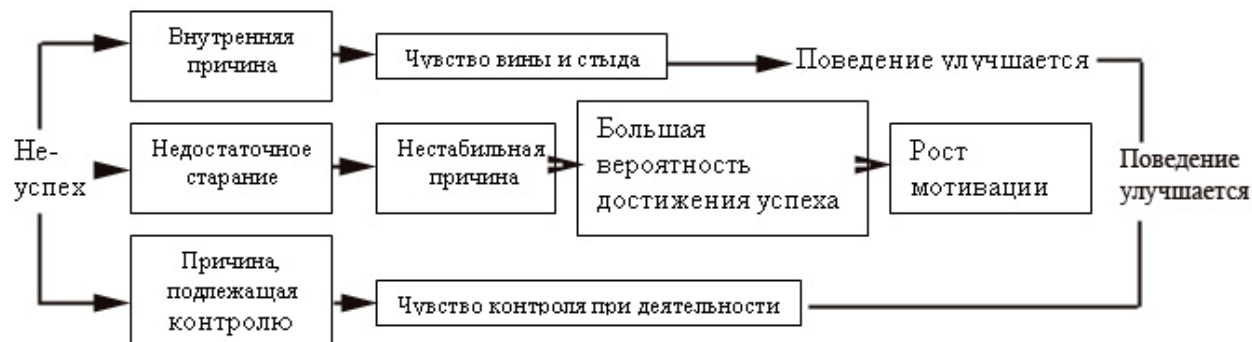 Не-
успех
Внутренняя
причина
Чувство вины и стыда
Поведение улучшается
Недостаточное
старание
Нестабильная
причина
Большая
вероятность
достижения успеха
Рост
мотивации
Поведение
улучшается
Причина,
подлежащая
контролю
Чувство контроля при деятельности